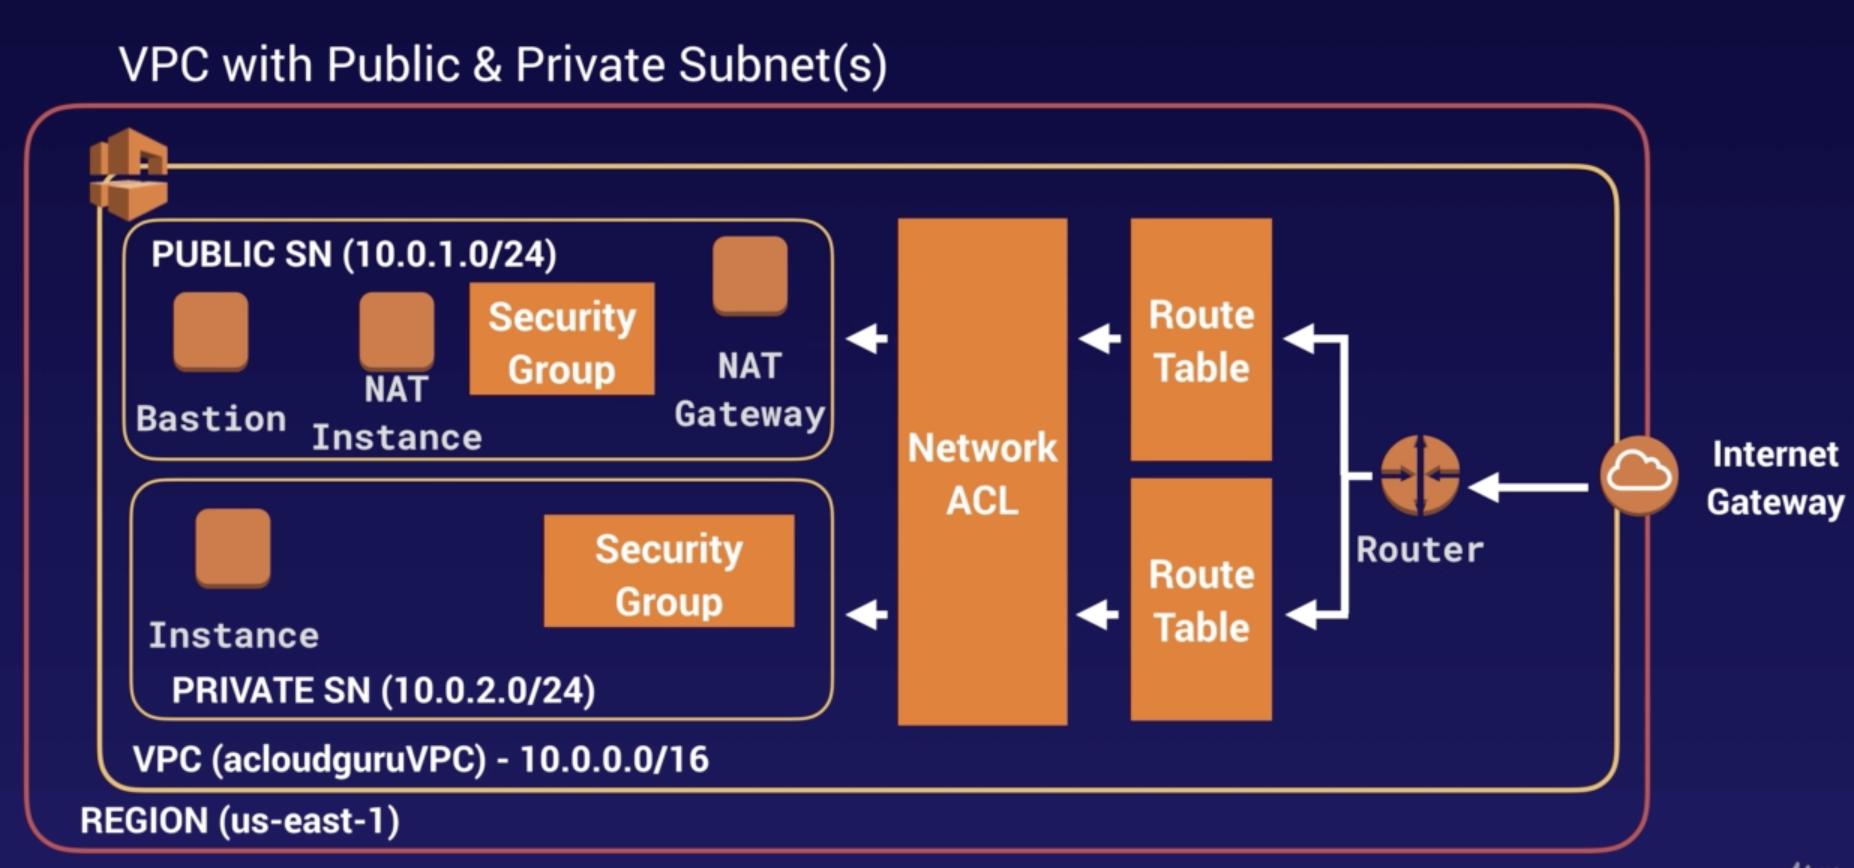 VPC with Public & Private Subnet(s)
PUBLIC SN (10.0.1.0/24)
Bastion
NAT
Instance
Security
Group
NAT
Gateway
Instance
Security
Group
PRIVATE SN (10.0.2.0/24)
Network
ACL
Route
Table
Route
Table
Router
Internet
Gateway
VPC (acloudguruVPC) - 10.0.0.0/16
REGION (us-east-1)